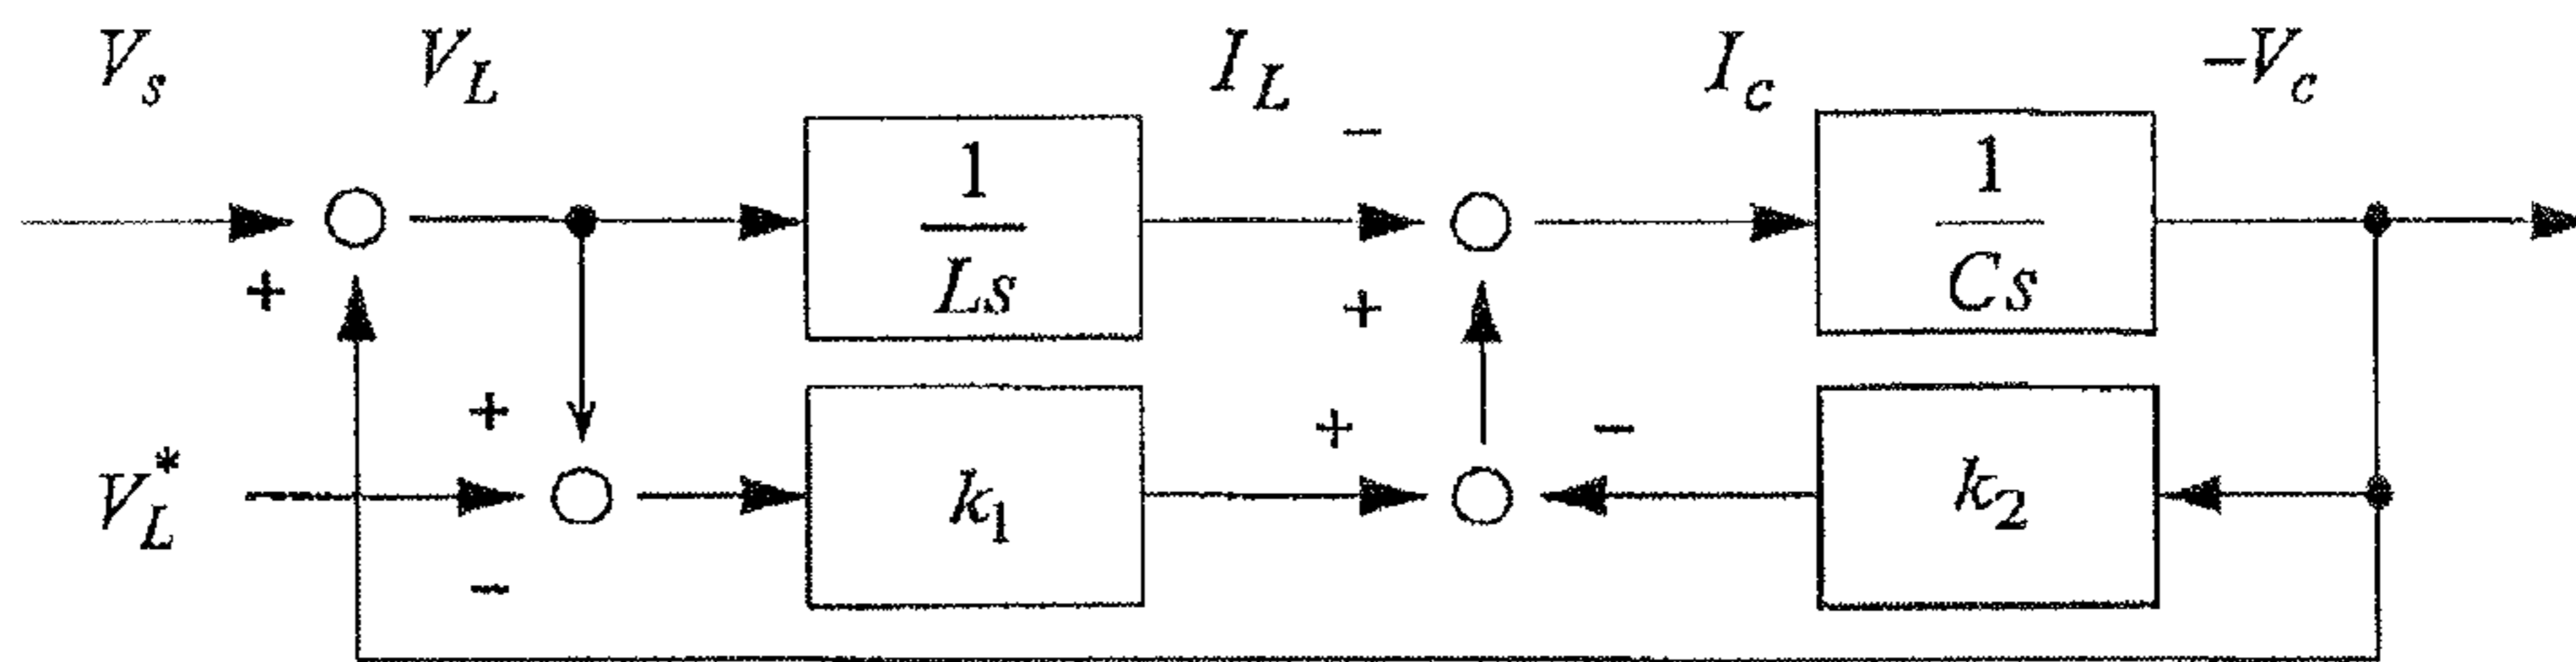 V_s V_L I_L I_c -V_c
− 
1/(Ls) 1/(Cs)
+ +
+ + −
V_L^* k_1 k_2
−